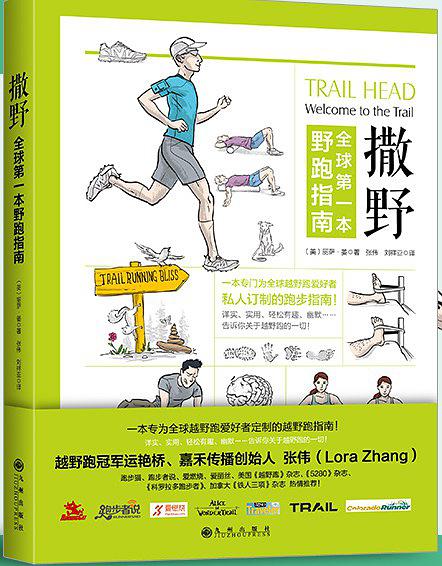 撒野
全球第一本野跑指南
(美) 丽萨·姜 著 张伟 刘祥亚 译
九州出版社
TRAIL HEAD
Welcome to the Trail
撒野
全球第一本
野跑指南
(美) 丽萨·姜 著 张伟 刘祥亚 译
TRAIL RUNNING BLISS
一本专门为全球越野跑爱好者
私人订制的跑步指南!
详实、实用、轻松有趣、幽默……
告诉你关于越野跑的一切!
一本专为全球越野跑爱好者定制的越野跑指南!
详实、实用、轻松有趣、幽默……告诉你关于越野跑的一切!
越野跑冠军运艳桥、嘉禾传播创始人 张伟 (Lora Zhang)
跑步猫、跑步者说、爱燃烧、爱丽丝、美国《越野跑》杂志、《5280》杂志、
《科罗拉多跑步者》、加拿大《铁人三项》杂志 热情推荐!
跑步者说
爱燃烧
ALICE
TRAIL
Colorado Runner
九州出版社
JIUZHOUPRESS